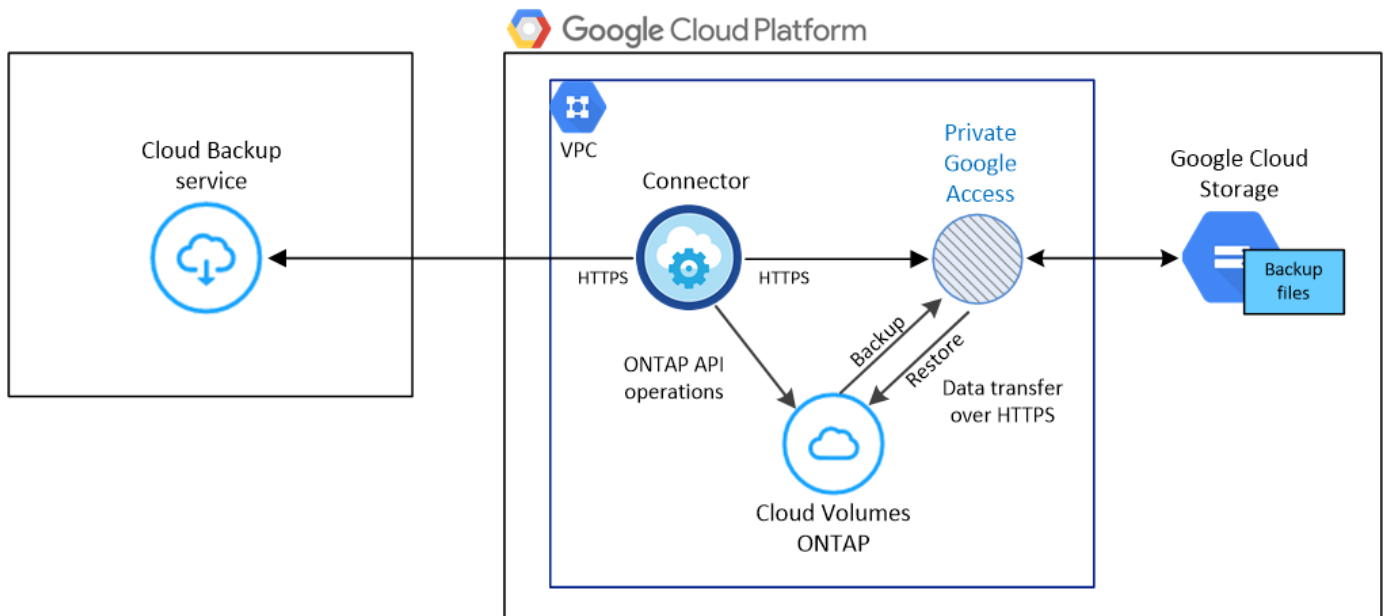 Google Cloud Platform
Cloud Backup
service
VPC
Connector
Private
Google
Access
Google Cloud
Storage
Backup
files
HTTPS
HTTPS
ONTAP API
operations
Backup
Restore
Data transfer
over HTTPS
Cloud Volumes
ONTAP